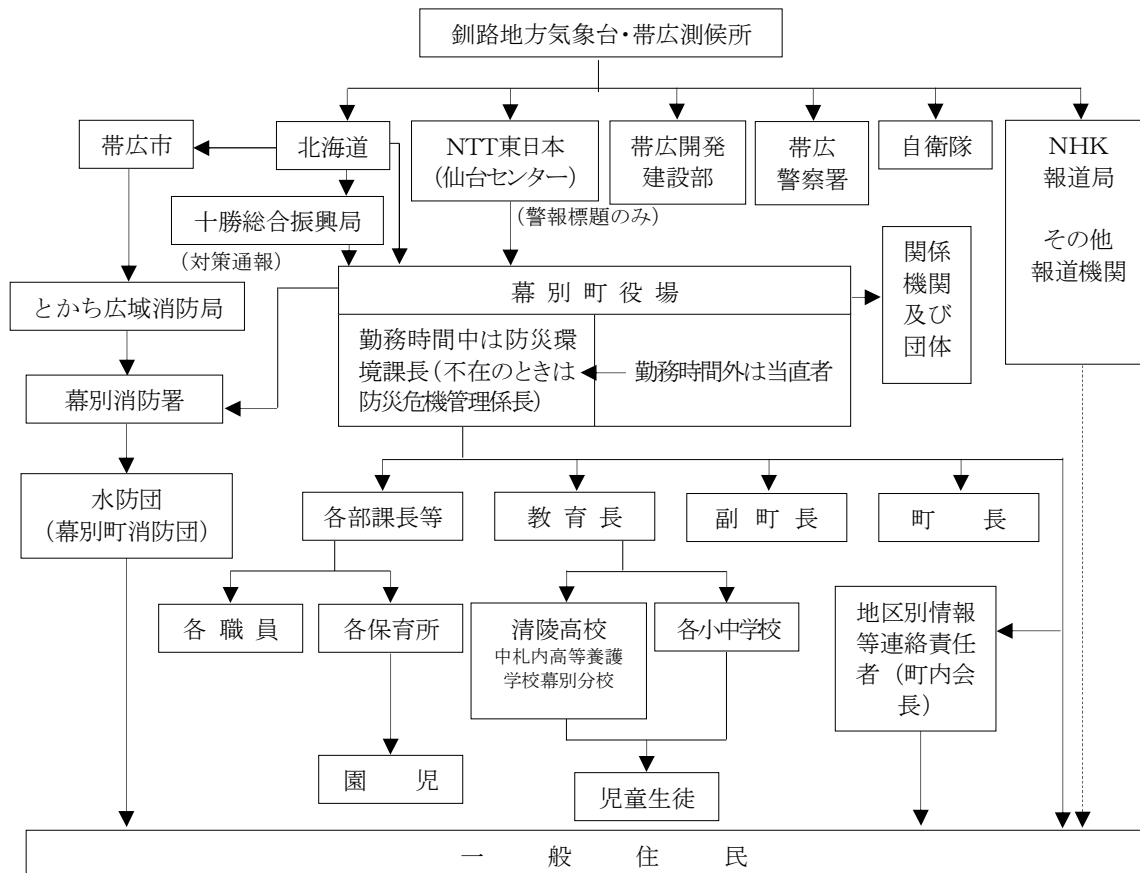 釧路地方気象台・帯広測候所
帯広市
北海道
NTT東日本
(仙台センター)
帯広開発
建設部
帯広
警察署
自衛隊
NHK
報道局
その他
報道機関
(警報標題のみ)
十勝総合振興局
(対策通報)
とかち広域消防局
幕別町役場
関係
機関
及び
団体
勤務時間中は防災環
境課長(不在のときは
防災危機管理係長)
勤務時間外は当直者
幕別消防署
水防団
(幕別町消防団)
各部課長等
教育長
副町長
町　長
各職員
各保育所
清陵高校
中札内高等養護
学校幕別分校
各小中学校
地区別情報
等連絡責任
者(町内会
長)
園　児
児童生徒
一　般　住　民